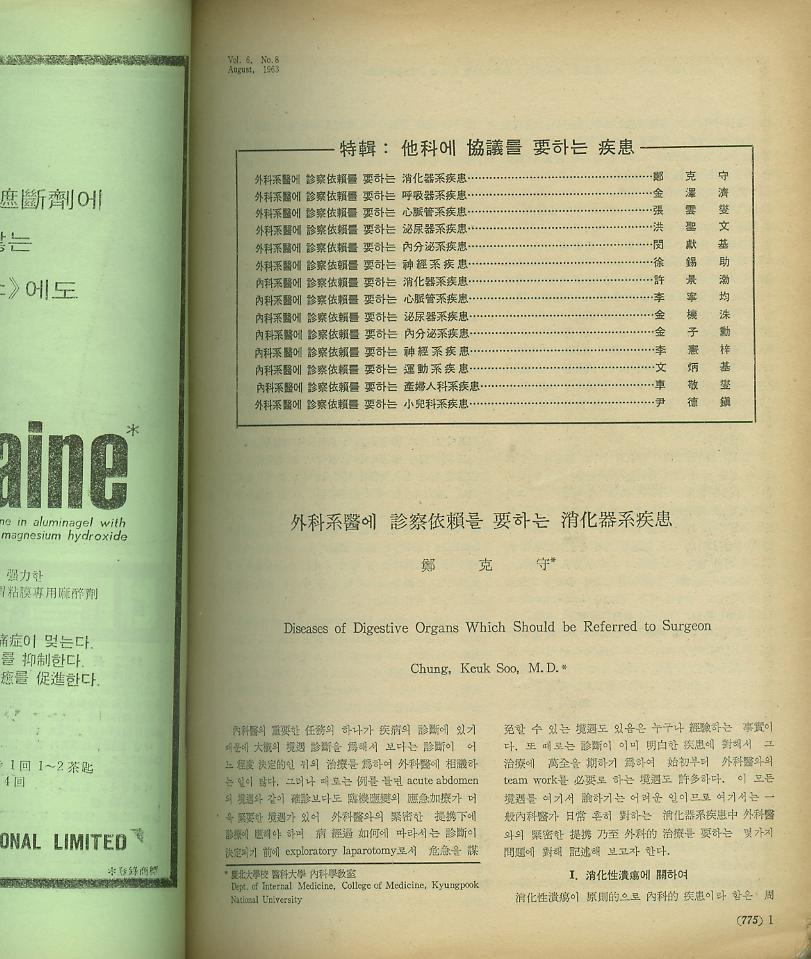 遮斷劑에
는
》에도
aine*
ne in aluminagel with
magnesium hydroxide
强力한
胃粘膜專用麻醉劑
痛症이 멎는다.
를 抑制한다.
癒를 促進한다.
1回 1~2茶匙
4回
ONAL LIMITED
*登錄商標
Vol. 6, No.8
August, 1963
特輯: 他科에 協議를 要하는 疾患
外科系醫에 診察依賴를 要하는 消化器系疾患 鄭克守
外科系醫에 診察依賴를 要하는 呼吸器系疾患 金澤濟
外科系醫에 診察依賴를 要하는 心脈管系疾患 張雲燮
外科系醫에 診察依賴를 要하는 泌尿器系疾患 洪聖文
外科系醫에 診察依賴를 要하는 內分泌系疾患 閔獻基
外科系醫에 診察依賴를 要하는 神經系疾患 徐錫助
內科系醫에 診察依賴를 要하는 消化器系疾患 許景渤
內科系醫에 診察依賴를 要하는 心脈管系疾患 李寧均
內科系醫에 診察依賴를 要하는 泌尿器系疾患 金機洙
內科系醫에 診察依賴를 要하는 內分泌系疾患 金子勳
內科系醫에 診察依賴를 要하는 神經系疾患 李憲梓
內科系醫에 診察依賴를 要하는 運動系疾患 文炳基
內科系醫에 診察依賴를 要하는 產婦人科系疾患 車敬燮
外科系醫에 診察依賴를 要하는 小兒科系疾患 尹德鎭
外科系醫에 診察依賴를 要하는 消化器系疾患
鄭克守*
Diseases of Digestive Organs Which Should be Referred to Surgeon
Chung, Keuk Soo, M.D.*
內科醫의 重要한 任務의 하나가 疾病의 診斷에 있기
때문에 大槪의 境遇 診斷을 爲해서 보다는 診斷이 어
느 程度 決定的인 뒤의 治療를 爲하여 外科醫에 相議하
는 일이 많다. 그러나 때로는 例를 들면 acute abdomen
의 境遇와 같이 確診보다도 臨機應變의 應急加療가 더
욱 緊要한 境遇가 있어 外科醫와의 緊密한 提携下에
診療에 臨해야 하며 病 經過 如何에 따라서는 診斷이
決定되기 前에 exploratory laparotomy로서 危急을 謀
*慶北大學校 醫科大學 內科學敎室
Dept. of Internal Medicine, College of Medicine, Kyungpook
National University
免할 수 있는 境遇도 있음은 누구나 經驗하는 事實이
다. 또 때로는 診斷이 이미 明白한 疾患에 對해서 그
治療에 萬全을 期하기 爲하여 始初부터 外科醫와의
team work를 必要로 하는 境遇도 許多하다. 이 모든
境遇를 여기서 論하기는 어려운 일이므로 여기서는 一
般內科醫가 日常 흔히 對하는 消化器系疾患中 外科醫
와의 緊密한 提携 乃至 外科的 治療를 要하는 몇가지
問題에 對해 記述해 보고자 한다.
I. 消化性潰瘍에 關하여
消化性潰瘍이 原則的으로 內科的 疾患이라 함은 周
(775) 1